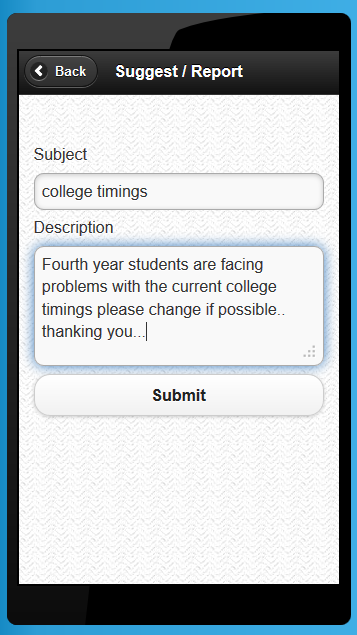 Back
Suggest / Report
Subject
college timings
Description
Fourth year students are facing
problems with the current college
timings please change if possible..
thanking you...
Submit